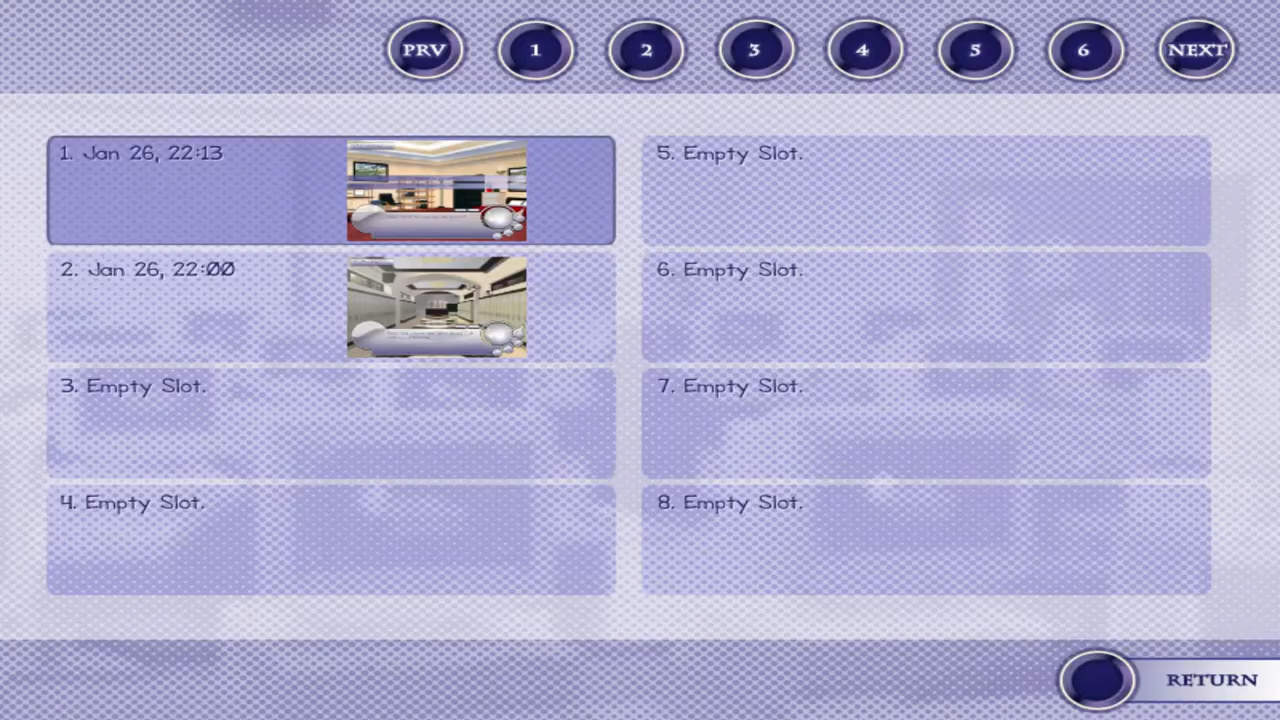 PRV 1 2 3 4 5 6 NEXT
1. Jan 26, 22:13
2. Jan 26, 22:00
3. Empty Slot.
4. Empty Slot.
5. Empty Slot.
6. Empty Slot.
7. Empty Slot.
8. Empty Slot.
RETURN